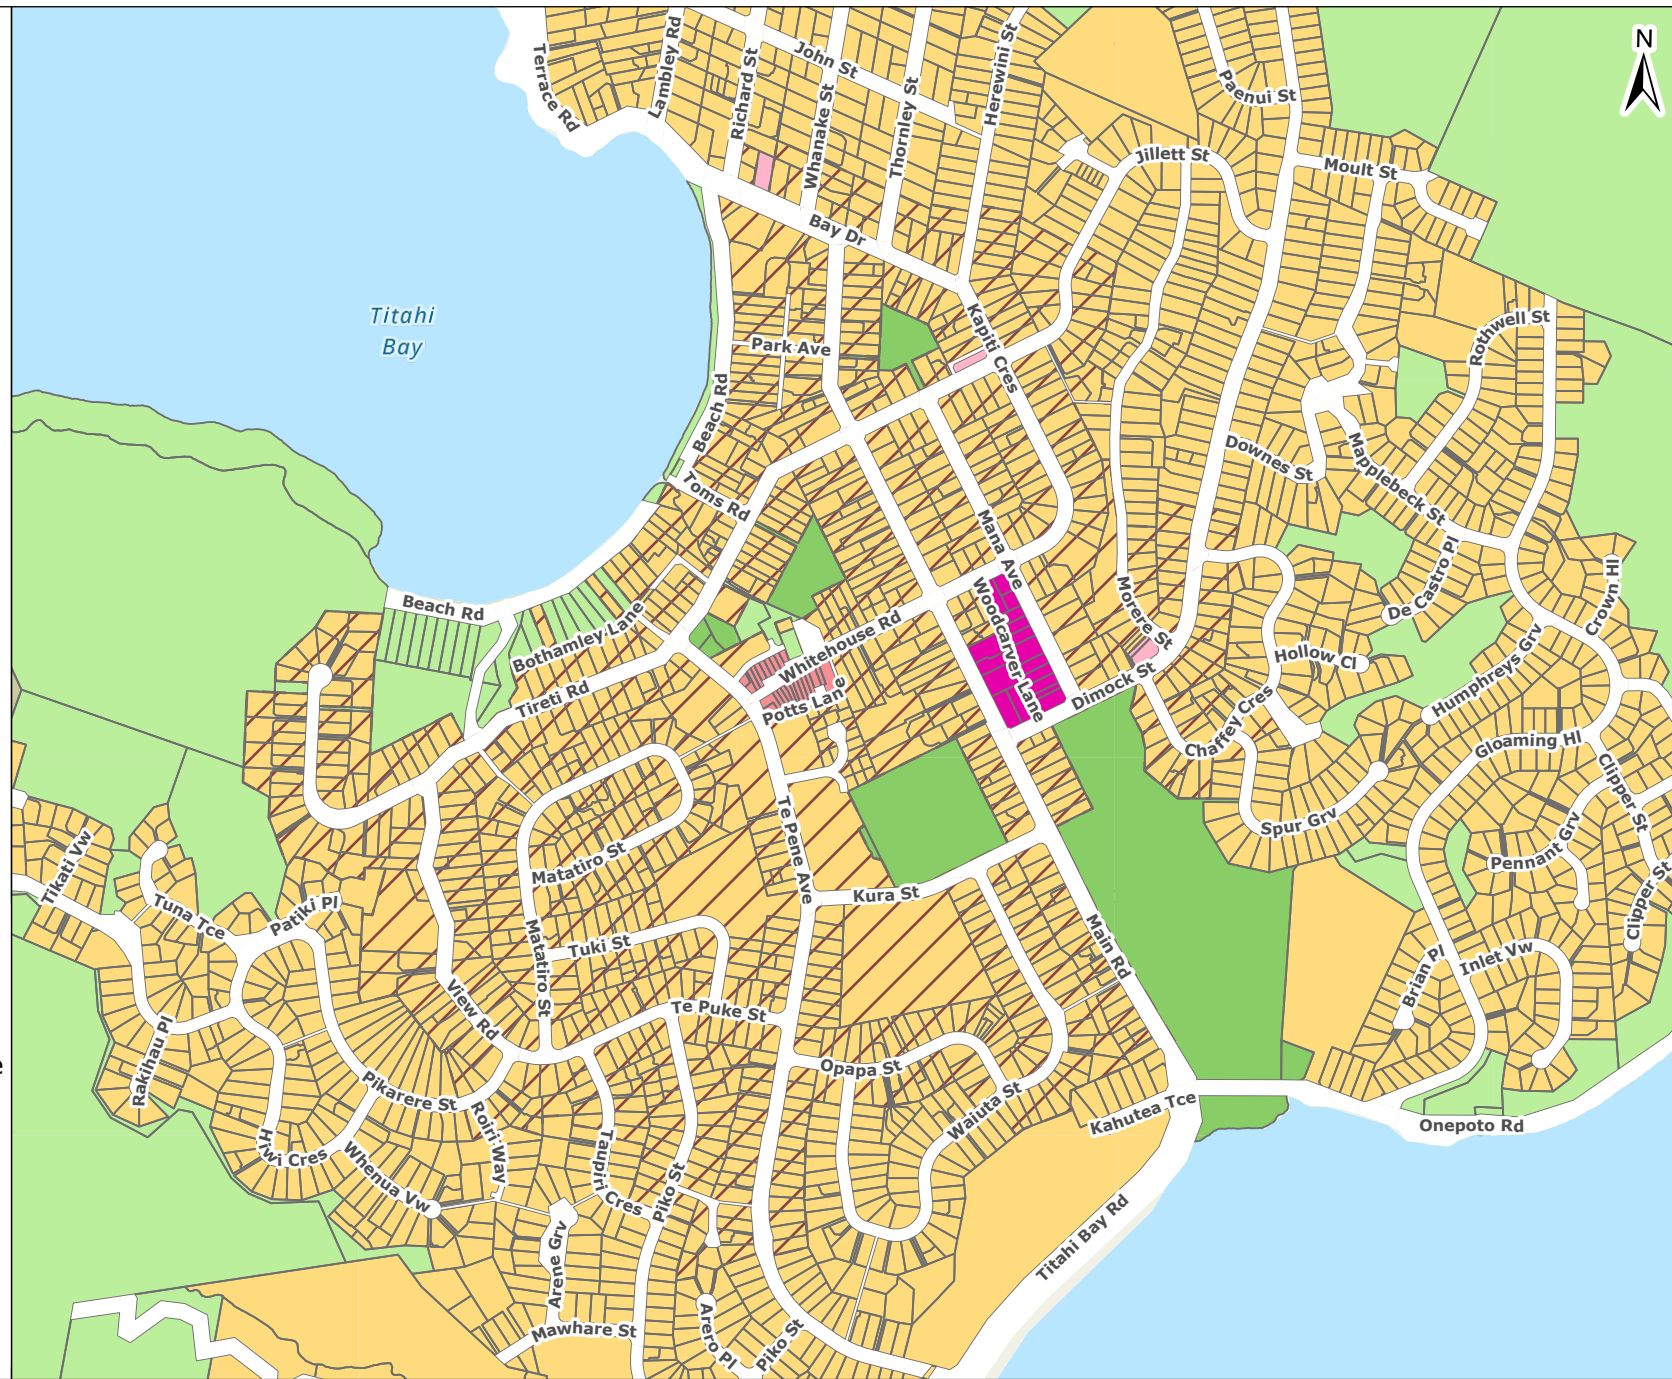 N
Terrace Rd
Lambley Rd
Richard St
John St
Whanake St
Thornley St
Herewini St
Paenui St
Jillett St
Moult St
Bay Dr
Titahi
Bay
Park Ave
Kapiti Cres
Rothwell St
Beach Rd
Toms Rd
Downes St
Mapplebeck St
Mana Ave
De Castro Pl
Crown Hl
Beach Rd
Bothamley Lane
Whitehouse Rd
Woodcarver Lane
Morere St
Hollow Cl
Humphreys Grv
Tireti Rd
Potts Lane
Dimock St
Chaffey Cres
Gloaming Hl
Clipper St
Te Pene Ave
Spur Grv
Pennant Grv
Matatiro St
Tikati Vw
Kura St
Clipper St
Tuna Tce
Patiki Pl
Matatiro St
Tuki St
Main Rd
Brian Pl
Inlet Vw
View Rd
Te Puke St
Rakihau Pl
Opapa St
Pikarere St
Roiri Way
Waiuta St
Kahutea Tce
Onepoto Rd
Hiwi Cres
Whenua Vw
Taupiri Cres
Piko St
Titahi Bay Rd
Arene Grv
Mawhare St
Arero Pl
Piko St